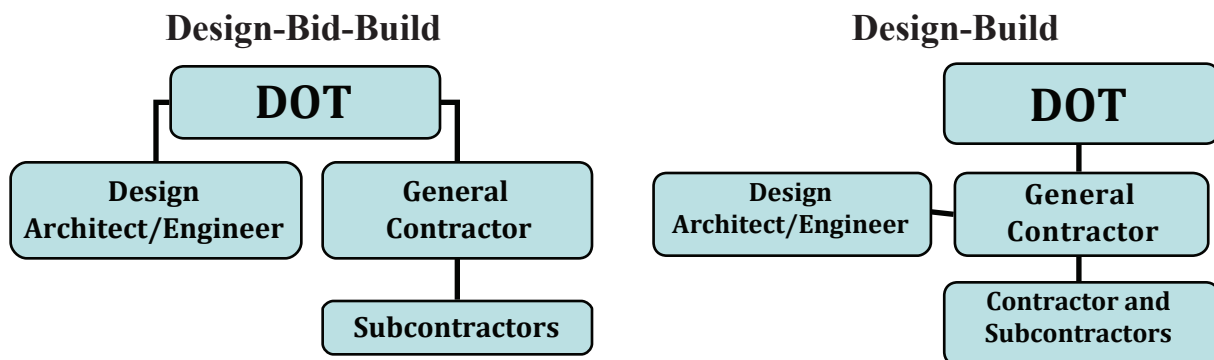 Design-Bid-Build
DOT
Design
Architect/Engineer
General
Contractor
Subcontractors
Design-Build
DOT
Design
Architect/Engineer
General
Contractor
Contractor and
Subcontractors